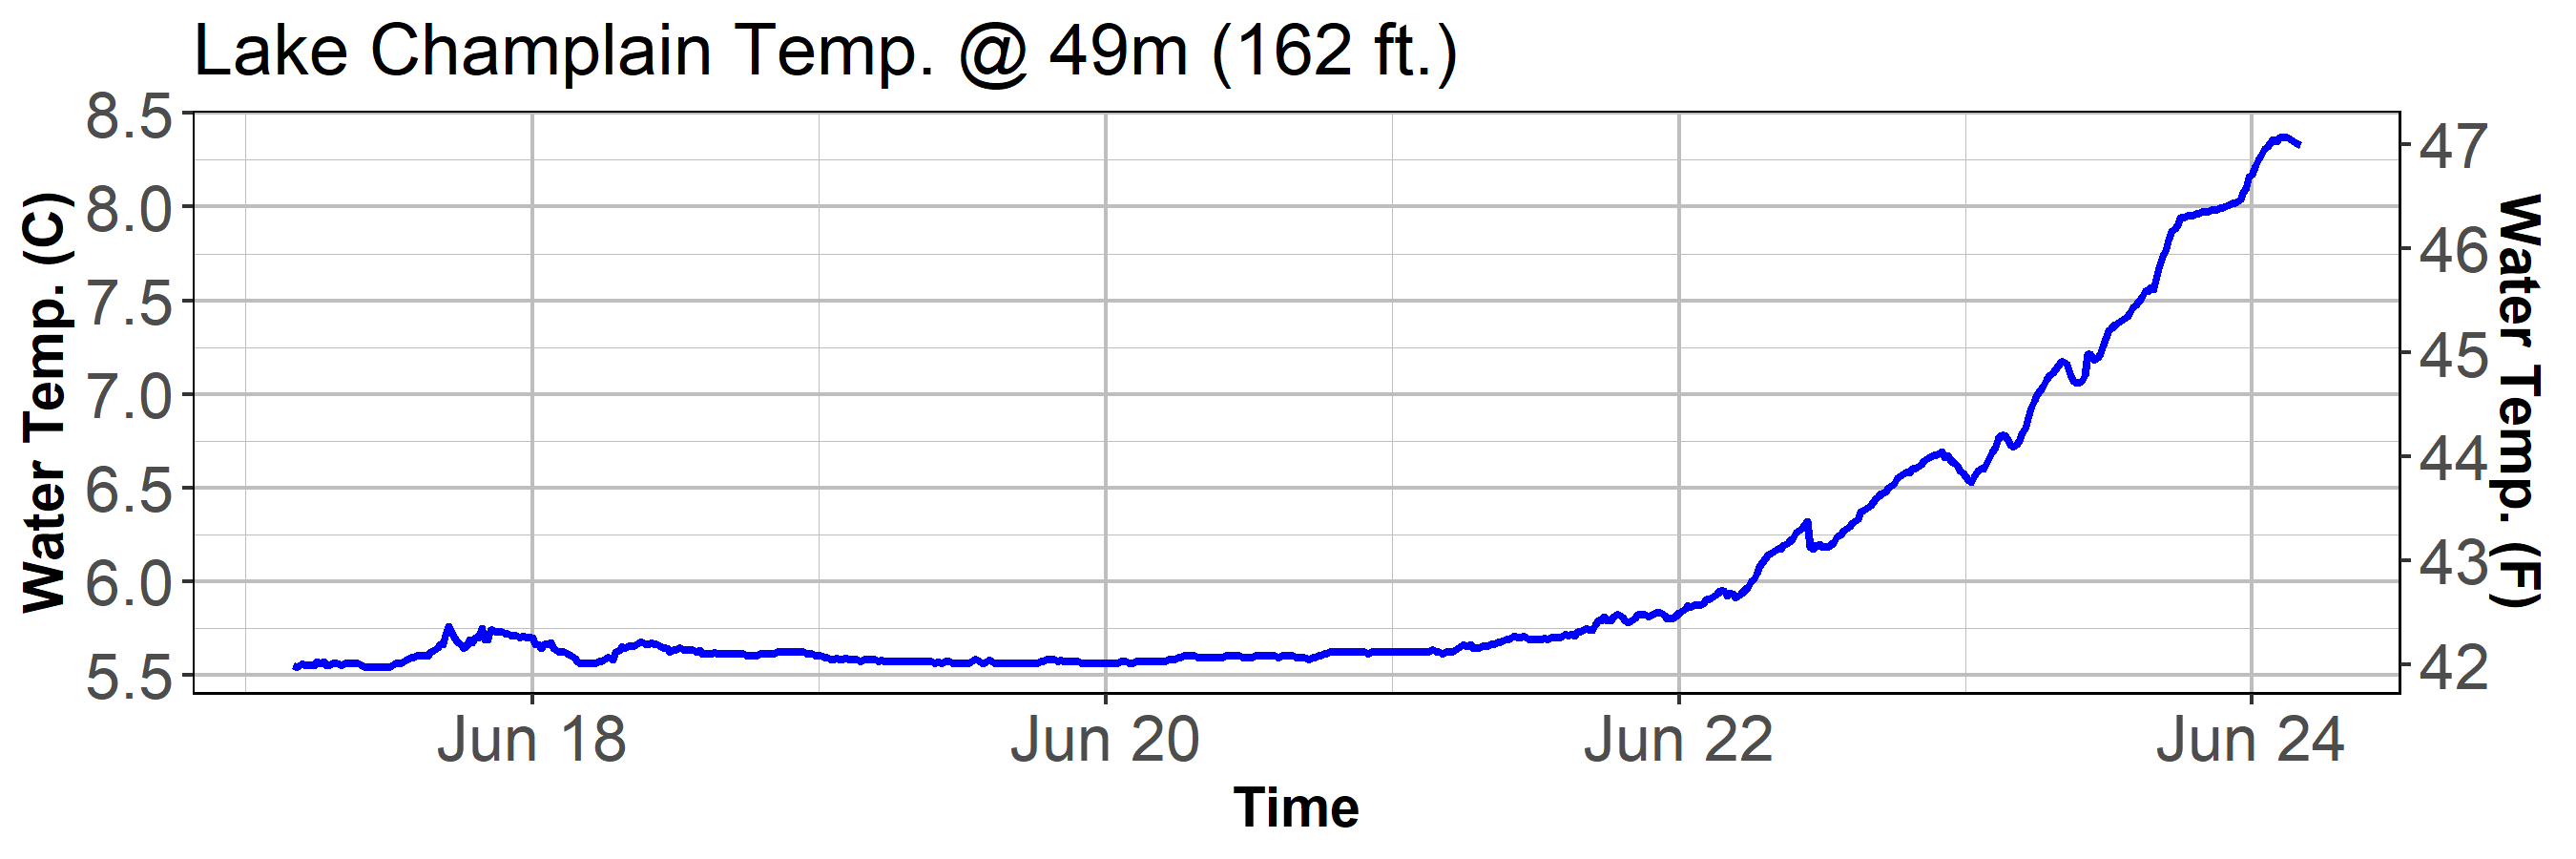 Lake Champlain Temp. @ 49m (162 ft.)
Water Temp. (C)
8.5
8.0
7.5
7.0
6.5
6.0
5.5
47
46
45
44
43
42
Water Temp. (F)
Jun 18 Jun 20 Jun 22 Jun 24
Time